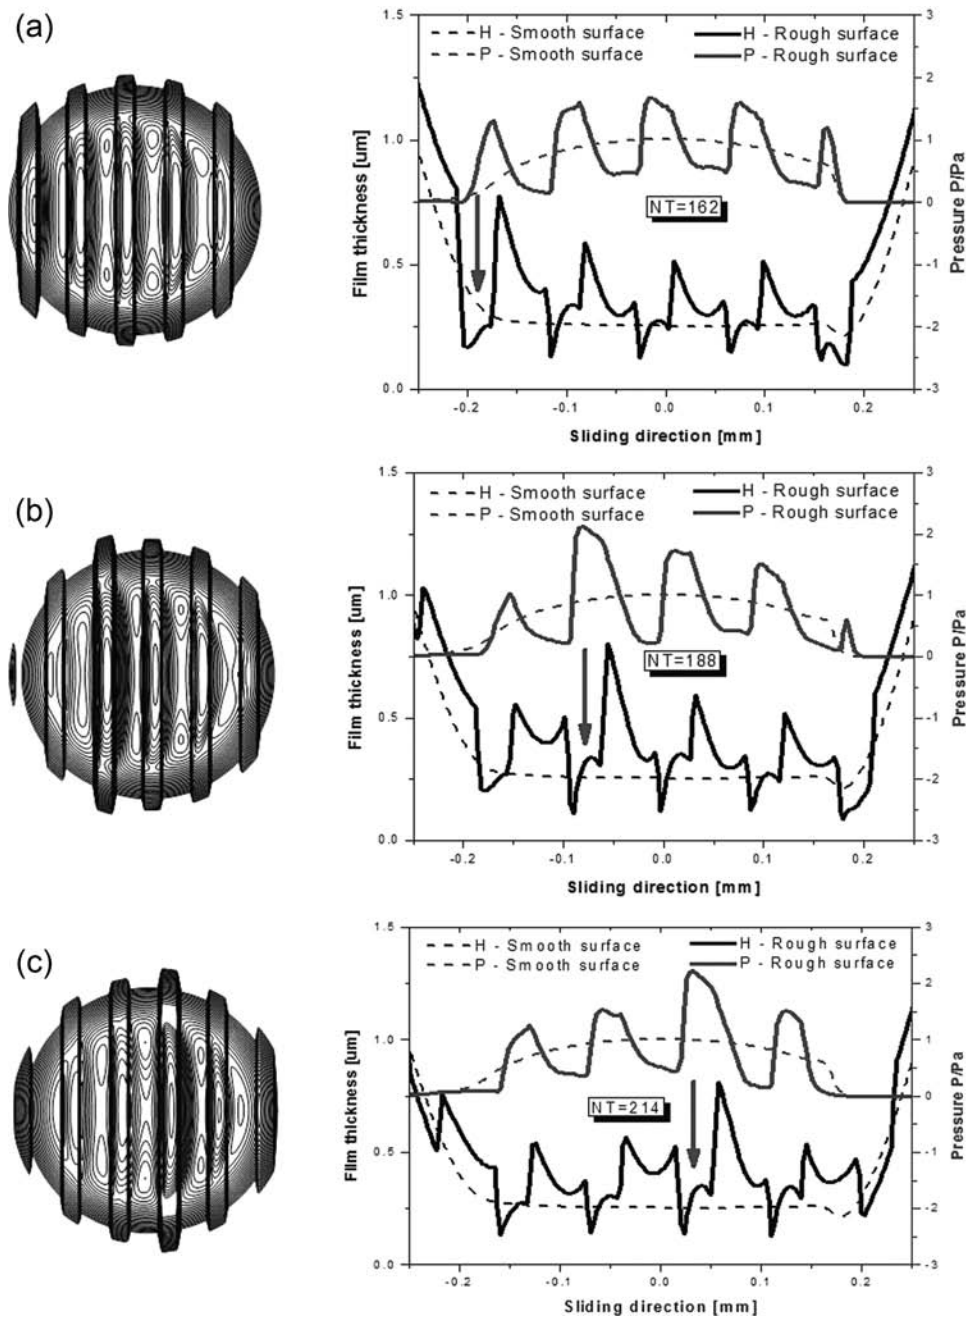 (a)
H - Smooth surface H - Rough surface
P - Smooth surface P - Rough surface
Film thickness [um]
Pressure P/Pa
1.5
1.0
0.5
0.0
3
2
1
0
-1
-2
-3
NT=162
-0.2 -0.1 0.0 0.1 0.2
Sliding direction [mm]
(b)
H - Smooth surface H - Rough surface
P - Smooth surface P - Rough surface
Film thickness [um]
Pressure P/Pa
1.5
1.0
0.5
0.0
3
2
1
0
-1
-2
-3
NT=188
-0.2 -0.1 0.0 0.1 0.2
Sliding direction [mm]
(c)
H - Smooth surface H - Rough surface
P - Smooth surface P - Rough surface
Film thickness [um]
Pressure P/Pa
1.5
1.0
0.5
0.0
3
2
1
0
-1
-2
-3
NT=214
-0.2 -0.1 0.0 0.1 0.2
Sliding direction [mm]